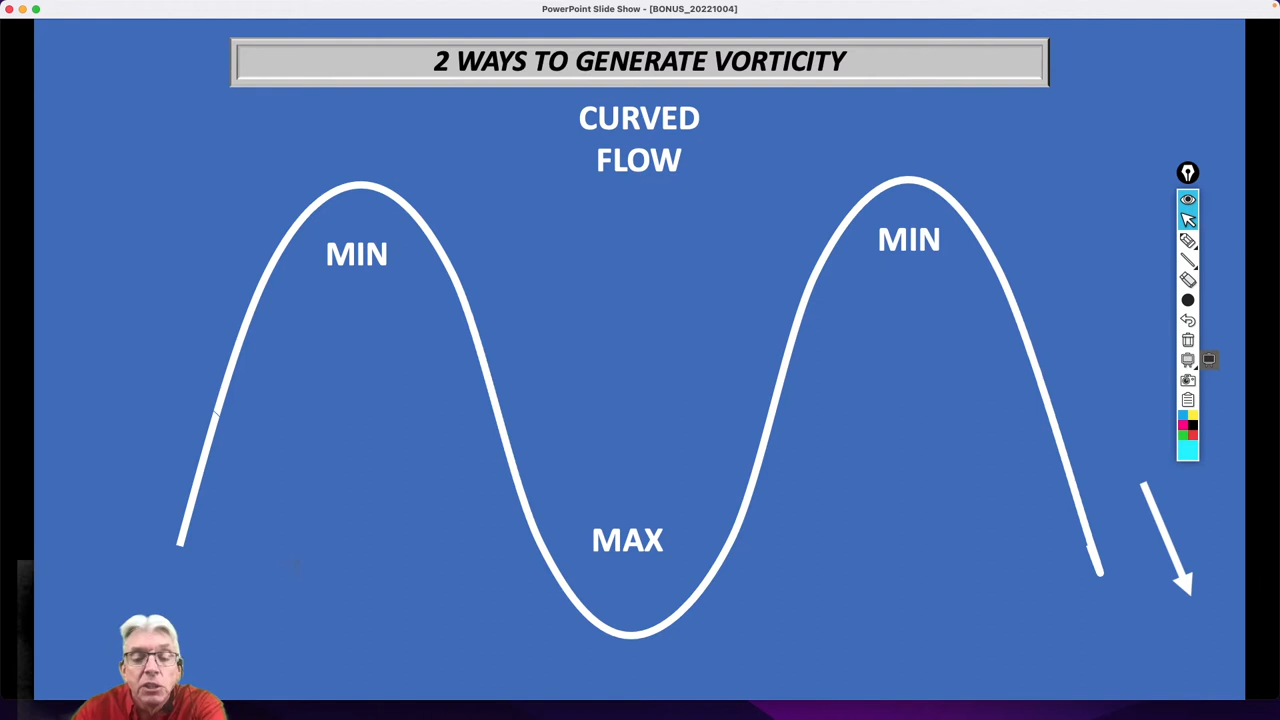 PowerPoint Slide Show - [BONUS_20221004]
2 WAYS TO GENERATE VORTICITY
CURVED
FLOW
MIN
MIN
MAX